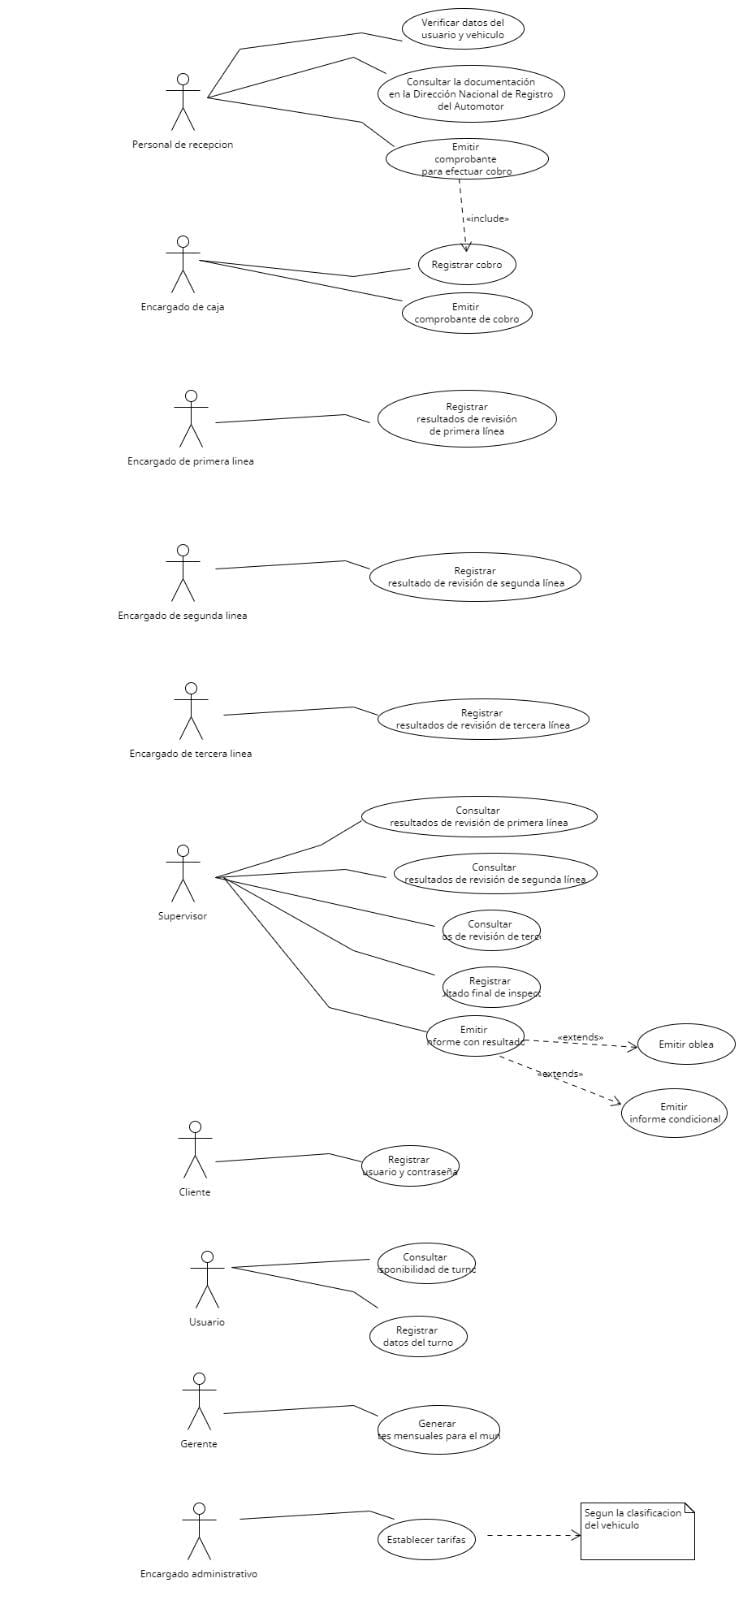 Verificar datos del
usuario y vehiculo
Consultar la documentación
en la Dirección Nacional de Registro
del Automotor
Personal de recepcion
Emitir
comprobante
para efectuar cobro
«include»
Registrar cobro
Encargado de caja
Emitir
comprobante de cobro
Registrar
resultados de revisión
de primera línea
Encargado de primera linea
Registrar
resultado de revisión de segunda línea
Encargado de segunda linea
Registrar
resultados de revisión de tercera línea
Encargado de tercera linea
Consultar
resultados de revisión de primera línea
Consultar
resultados de revisión de segunda línea
Supervisor
Consultar
os de revisión de terc
Registrar
ltado final de inspec
Emitir
nforme con resultado
«extends»
Emitir oblea
«extends»
Emitir
informe condicional
Registrar
usuario y contraseña
Cliente
Consultar
sponibilidad de turno
Usuario
Registrar
datos del turno
Generar
tes mensuales para el mun
Gerente
Segun la clasificacion
del vehiculo
Establecer tarifas
Encargado administrativo